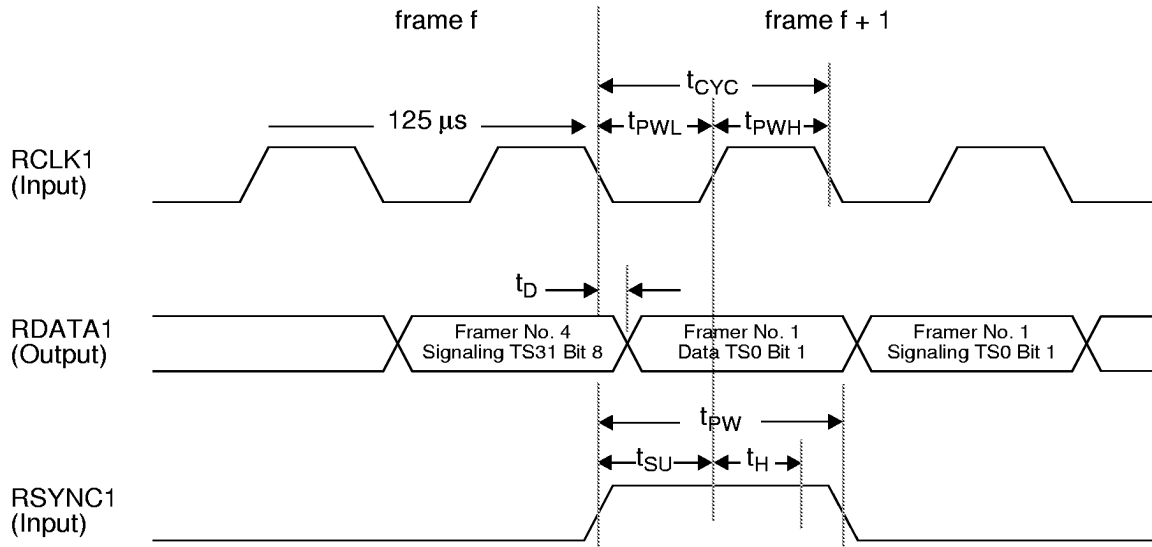 frame f
frame f + 1
tCYC
125 µs
tPWL
tPWH
RCLK1
(Input)
tD
RDATA1
(Output)
Framer No. 4
Signaling TS31 Bit 8
Framer No. 1
Data TS0 Bit 1
Framer No. 1
Signaling TS0 Bit 1
tPW
tSU
tH
RSYNC1
(Input)